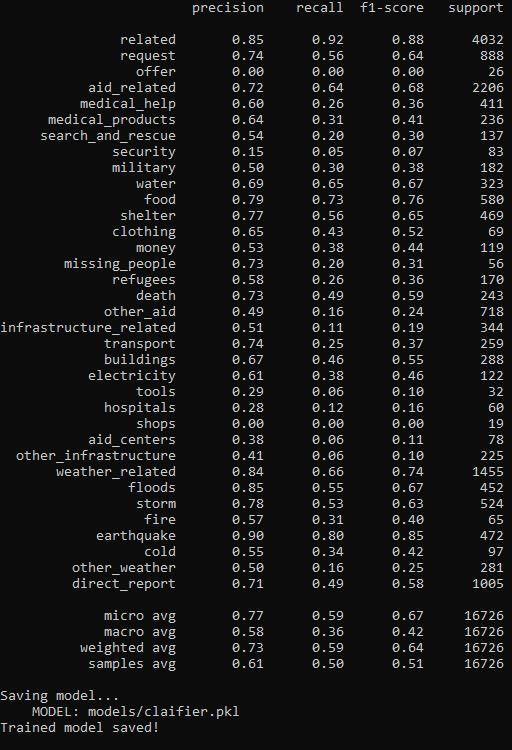 precision recall f1-score support
related 0.85 0.92 0.88 4032
request 0.74 0.56 0.64 888
offer 0.00 0.00 0.00 26
aid_related 0.72 0.64 0.68 2206
medical_help 0.60 0.26 0.36 411
medical_products 0.64 0.31 0.41 236
search_and_rescue 0.54 0.20 0.30 137
security 0.15 0.05 0.07 83
military 0.50 0.30 0.38 182
water 0.69 0.65 0.67 323
food 0.79 0.73 0.76 580
shelter 0.77 0.56 0.65 469
clothing 0.65 0.43 0.52 69
money 0.53 0.38 0.44 119
missing_people 0.73 0.20 0.31 56
refugees 0.58 0.26 0.36 170
death 0.73 0.49 0.59 243
other_aid 0.49 0.16 0.24 718
infrastructure_related 0.51 0.11 0.19 344
transport 0.74 0.25 0.37 259
buildings 0.67 0.46 0.55 288
electricity 0.61 0.38 0.46 122
tools 0.29 0.06 0.10 32
hospitals 0.28 0.12 0.16 60
shops 0.00 0.00 0.00 19
aid_centers 0.38 0.06 0.11 78
other_infrastructure 0.41 0.06 0.10 225
weather_related 0.84 0.66 0.74 1455
floods 0.85 0.55 0.67 452
storm 0.78 0.53 0.63 524
fire 0.57 0.31 0.40 65
earthquake 0.90 0.80 0.85 472
cold 0.55 0.34 0.42 97
other_weather 0.50 0.16 0.25 281
direct_report 0.71 0.49 0.58 1005
micro avg 0.77 0.59 0.67 16726
macro avg 0.58 0.36 0.42 16726
weighted avg 0.73 0.59 0.64 16726
samples avg 0.61 0.50 0.51 16726
Saving model...
MODEL: models/claifier.pkl
Trained model saved!